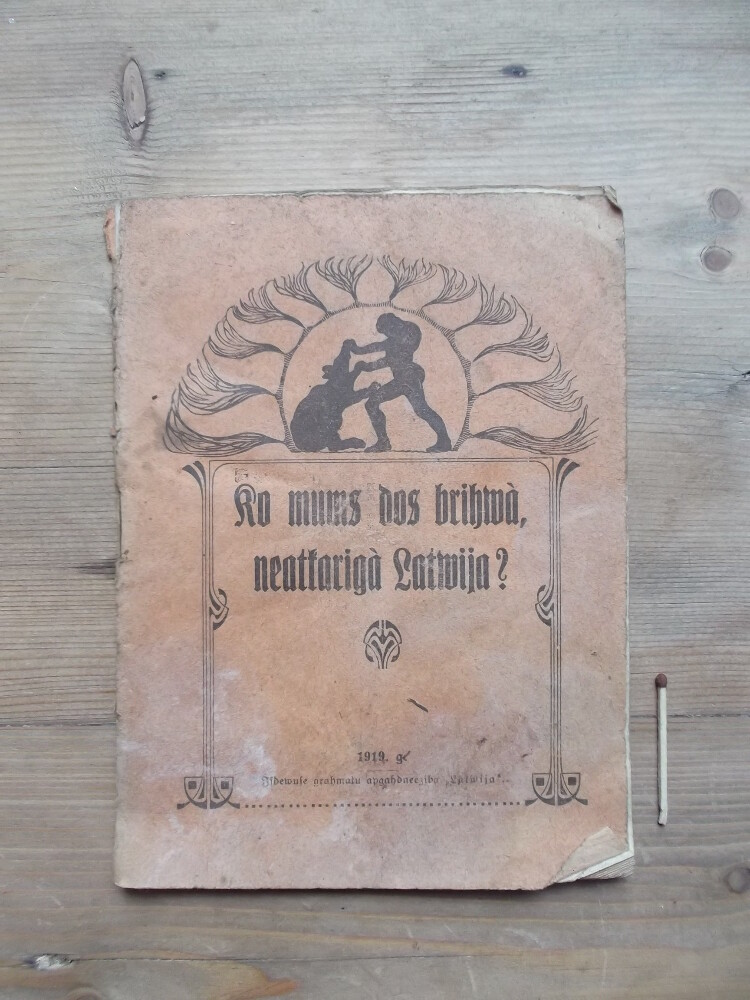 Ko mums dos brihwà,
neatkarigà Latwija?
1919. g.
Isdewuse grahmatu apgahdneeziba „Latwija“.